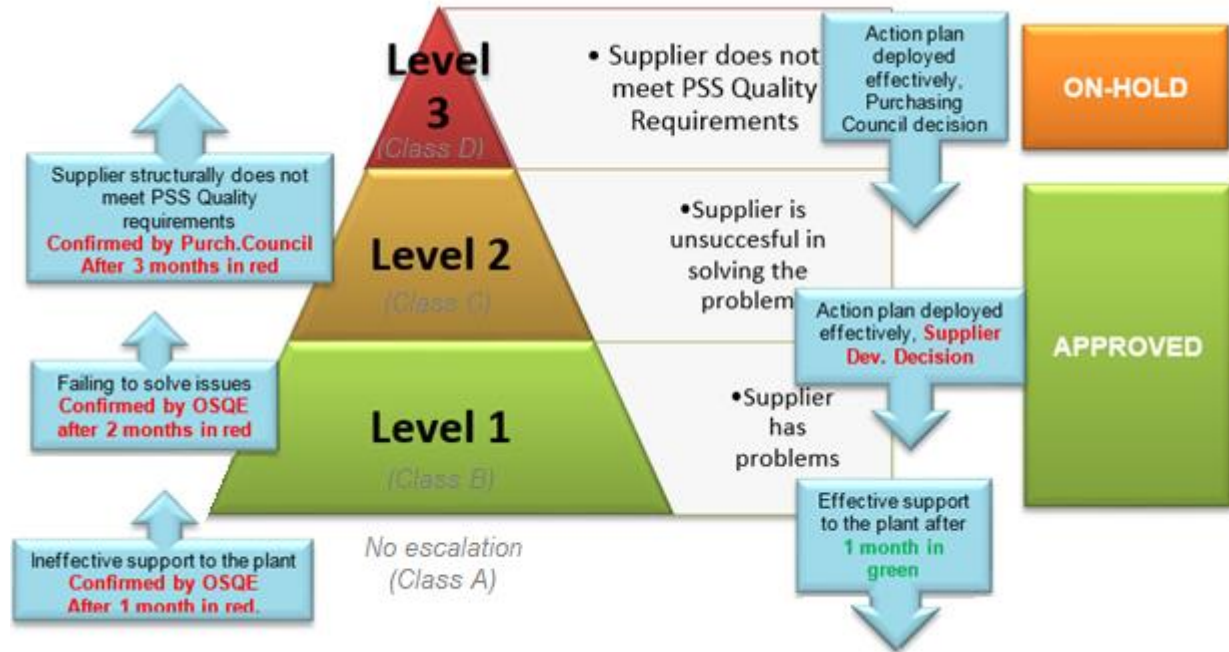 Level
3
(Class D)
• Supplier does not
meet PSS Quality
Requirements
Action plan
deployed
effectively,
Purchasing
Council decision
ON-HOLD
Supplier structurally does not
meet PSS Quality
requirements
Confirmed by Purch.Council
After 3 months in red
Level 2
(Class C)
•Supplier is
unsuccesful in
solving the
problem
Action plan deployed
effectively, Supplier
Dev. Decision
APPROVED
Failing to solve issues
Confirmed by OSQE
after 2 months in red
Level 1
(Class B)
•Supplier
has
problems
Effective support
to the plant after
1 month in
green
Ineffective support to the plant
Confirmed by OSQE
After 1 month in red.
No escalation
(Class A)